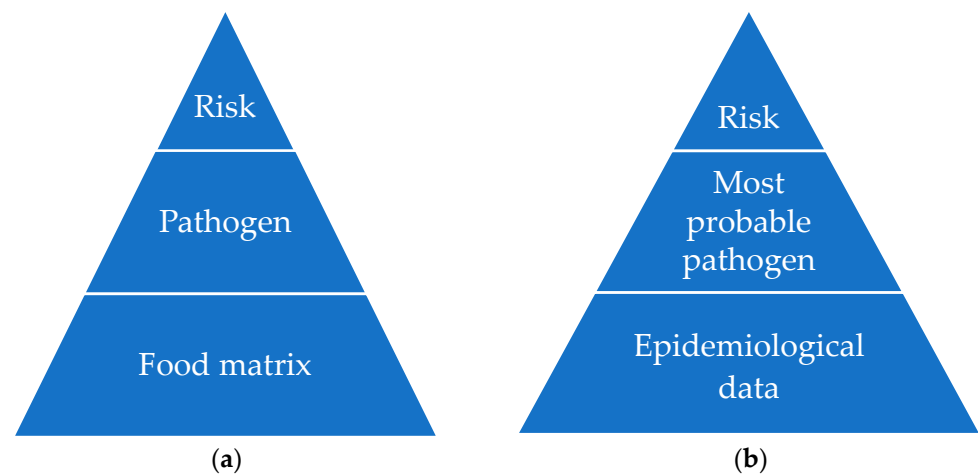 Risk
Pathogen
Food matrix
(a)
Risk
Most
probable
pathogen
Epidemiological
data
(b)